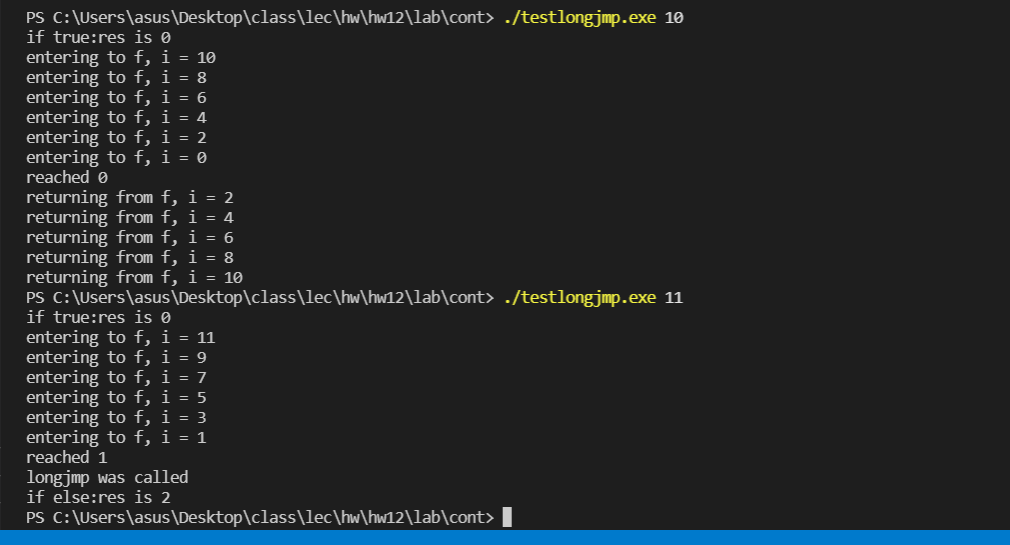 PS C:\Users\asus\Desktop\class\lec\hw\hw12\lab\cont> ./testlongjmp.exe 10
if true:res is 0
entering to f, i = 10
entering to f, i = 8
entering to f, i = 6
entering to f, i = 4
entering to f, i = 2
entering to f, i = 0
reached 0
returning from f, i = 2
returning from f, i = 4
returning from f, i = 6
returning from f, i = 8
returning from f, i = 10
PS C:\Users\asus\Desktop\class\lec\hw\hw12\lab\cont> ./testlongjmp.exe 11
if true:res is 0
entering to f, i = 11
entering to f, i = 9
entering to f, i = 7
entering to f, i = 5
entering to f, i = 3
entering to f, i = 1
reached 1
longjmp was called
if else:res is 2
PS C:\Users\asus\Desktop\class\lec\hw\hw12\lab\cont>